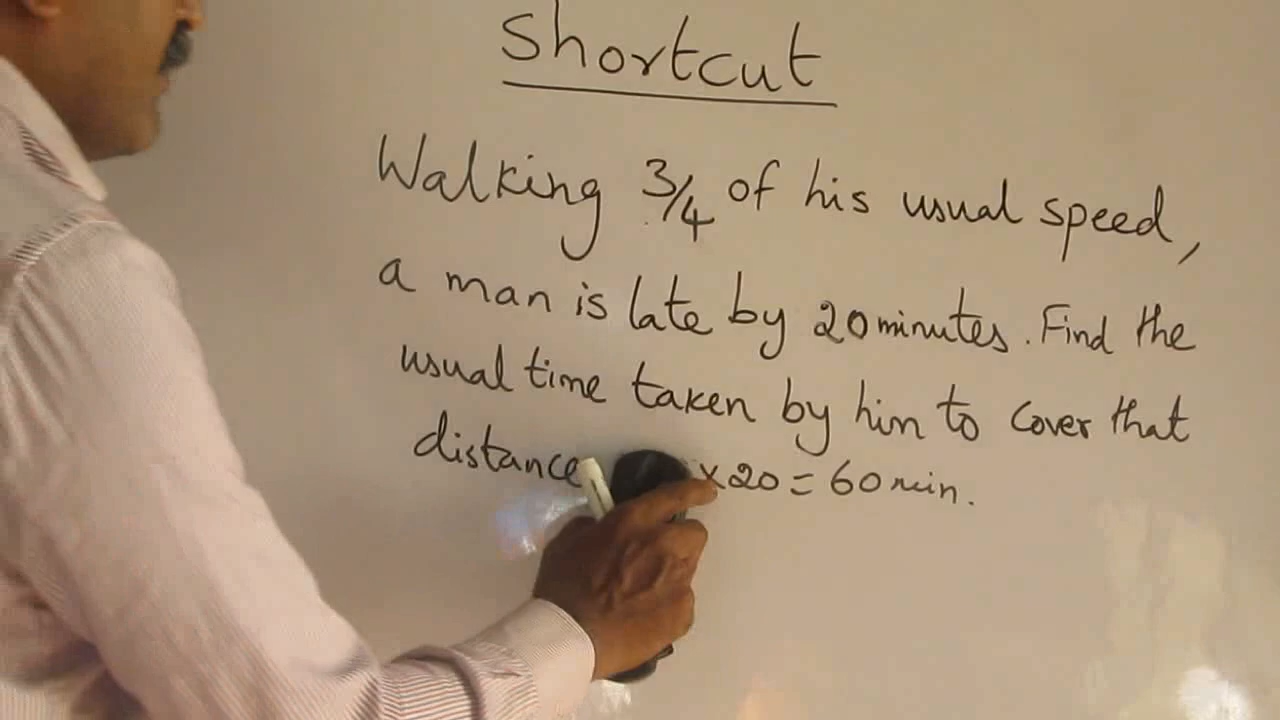 Shortcut
Walking 3/4 of his usual speed,
a man is late by 20 minutes. Find the
usual time taken by him to cover that
distance x 20 = 60 min.